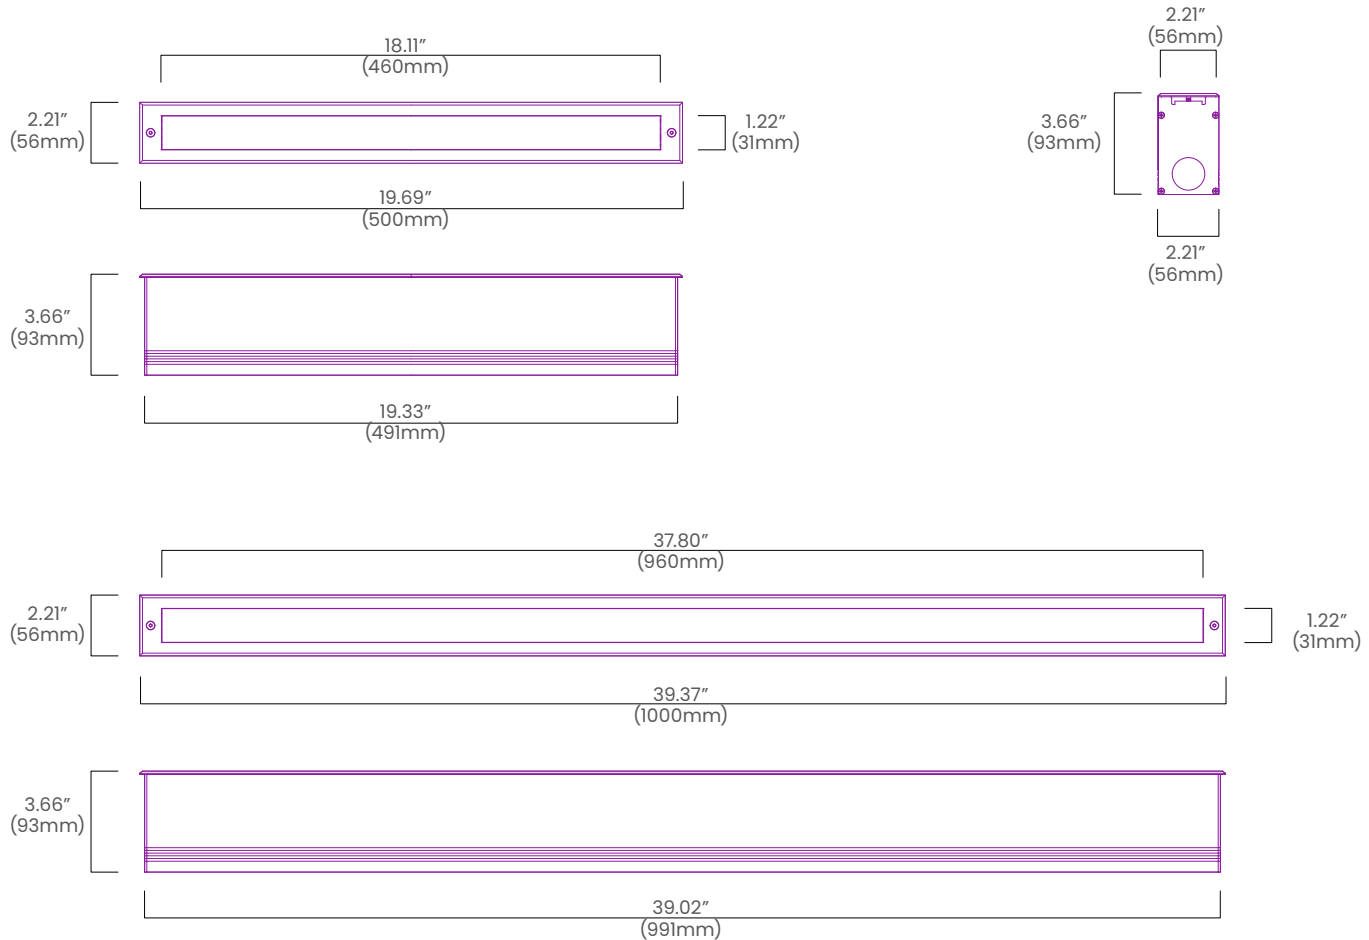 18.11”
(460mm)
2.21”
(56mm)
1.22”
(31mm)
19.69”
(500mm)
2.21”
(56mm)
3.66”
(93mm)
2.21”
(56mm)
3.66”
(93mm)
19.33”
(491mm)
37.80”
(960mm)
2.21”
(56mm)
1.22”
(31mm)
39.37”
(1000mm)
3.66”
(93mm)
39.02”
(991mm)